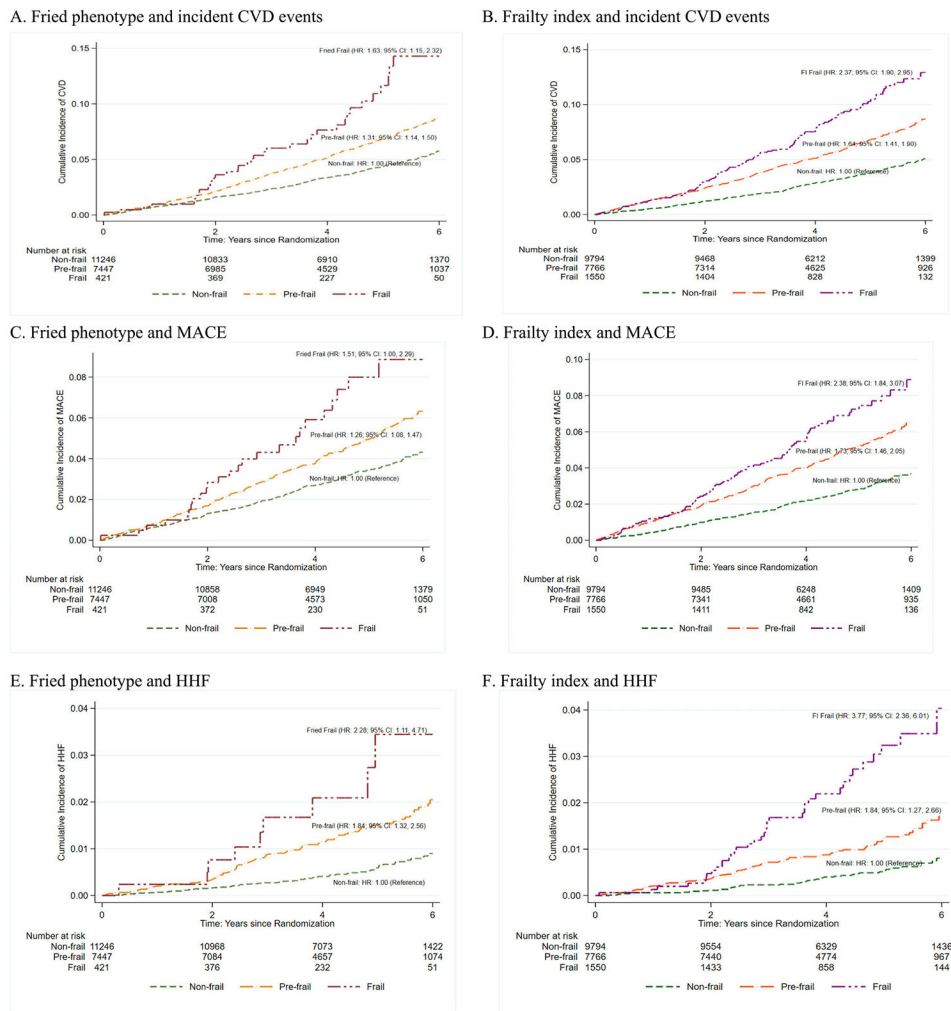 A. Fried phenotype and incident CVD events
Fried Frail (HR: 1.63; 95% CI: 1.15, 2.32)
Pre-frail (HR: 1.31; 95% CI: 1.14, 1.50)
Non-frail: HR: 1.00 (Reference)
Cumulative Incidence of CVD
0.15
0.10
0.05
0.00
0 2 4 6
Time: Years since Randomization
Number at risk
Non-frail 11246 10833 6910 1370
Pre-frail 7447 6985 4529 1037
Frail 421 369 227 50
Non-frail Pre-frail Frail
B. Frailty index and incident CVD events
FI Frail (HR: 2.37; 95% CI: 1.90, 2.95)
Pre-frail (HR: 1.64; 95% CI: 1.41, 1.90)
Non-frail: HR: 1.00 (Reference)
Cumulative Incidence of CVD
0.15
0.10
0.05
0.00
0 2 4 6
Time: Years since Randomization
Number at risk
Non-frail 9794 9468 6212 1399
Pre-frail 7766 7314 4625 926
Frail 1550 1404 828 132
Non-frail Pre-frail Frail
C. Fried phenotype and MACE
Fried Frail (HR: 1.51; 95% CI: 1.00, 2.29)
Pre-frail (HR: 1.26; 95% CI: 1.08, 1.47)
Non-frail: HR: 1.00 (Reference)
Cumulative Incidence of MACE
0.08
0.06
0.04
0.02
0.00
0 2 4 6
Time: Years since Randomization
Number at risk
Non-frail 11246 10858 6949 1379
Pre-frail 7447 7008 4573 1050
Frail 421 372 230 51
Non-frail Pre-frail Frail
D. Frailty index and MACE
FI Frail (HR: 2.38; 95% CI: 1.84, 3.07)
Pre-frail (HR: 1.73; 95% CI: 1.46, 2.05)
Non-frail: HR: 1.00 (Reference)
Cumulative Incidence of MACE
0.10
0.08
0.06
0.04
0.02
0.00
0 2 4 6
Time: Years since Randomization
Number at risk
Non-frail 9794 9485 6248 1409
Pre-frail 7766 7341 4661 935
Frail 1550 1411 842 136
Non-frail Pre-frail Frail
E. Fried phenotype and HHF
Fried Frail (HR: 2.28; 95% CI: 1.11, 4.71)
Pre-frail (HR: 1.84; 95% CI: 1.32, 2.56)
Non-frail: HR: 1.00 (Reference)
Cumulative Incidence of HHF
0.04
0.03
0.02
0.01
0.00
0 2 4 6
Time: Years since Randomization
Number at risk
Non-frail 11246 10968 7073 1422
Pre-frail 7447 7084 4657 1074
Frail 421 376 232 51
Non-frail Pre-frail Frail
F. Frailty index and HHF
FI Frail (HR: 3.77; 95% CI: 2.36, 6.01)
Pre-frail (HR: 1.84; 95% CI: 1.27, 2.66)
Non-frail: HR: 1.00 (Reference)
Cumulative Incidence of HHF
0.04
0.03
0.02
0.01
0.00
0 2 4 6
Time: Years since Randomization
Number at risk
Non-frail 9794 9554 6329 1436
Pre-frail 7766 7440 4774 967
Frail 1550 1433 858 144
Non-frail Pre-frail Frail